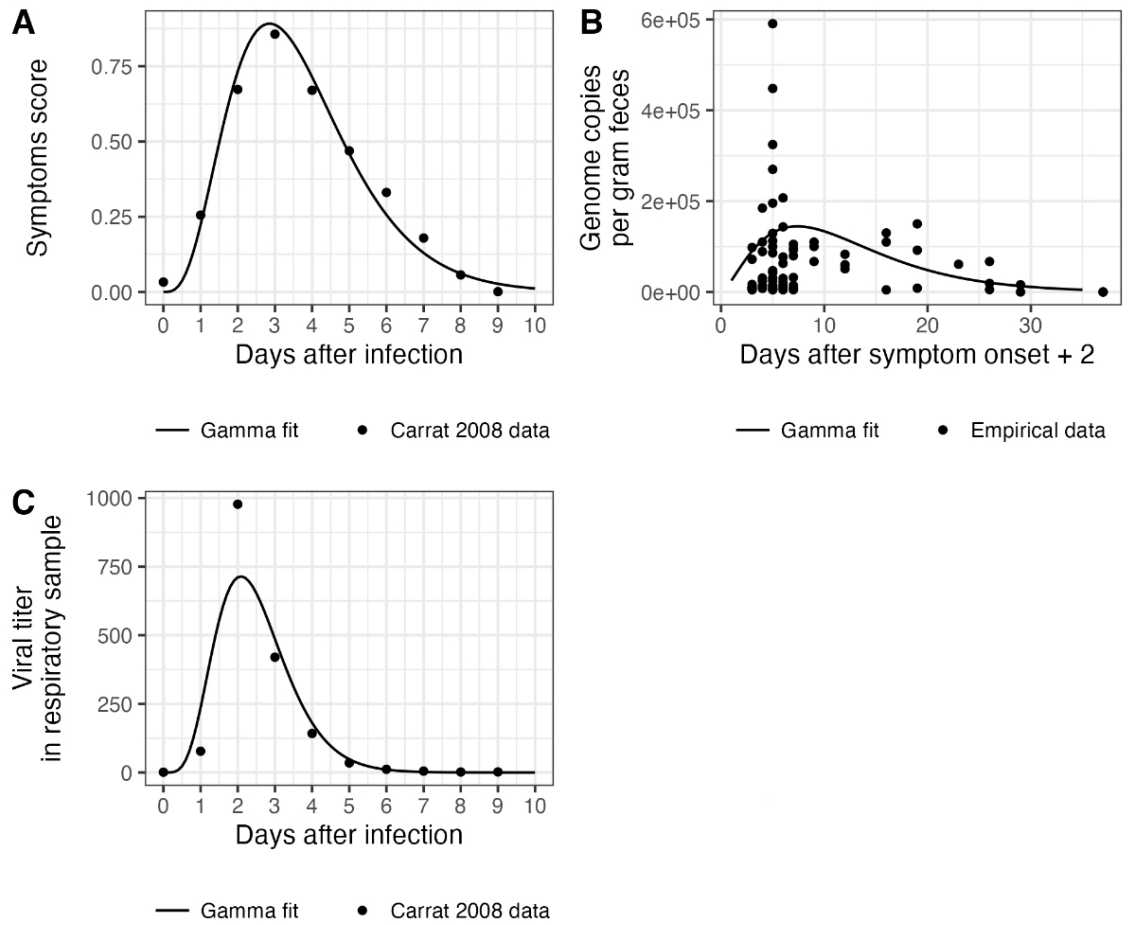 A
Symptoms score
0.75
0.50
0.25
0.00
0 1 2 3 4 5 6 7 8 9 10
Days after infection
Gamma fit Carrat 2008 data
B
Genome copies
per gram feces
6e+05
4e+05
2e+05
0e+00
0 10 20 30
Days after symptom onset + 2
Gamma fit Empirical data
C
Viral titer
in respiratory sample
1000
750
500
250
0
0 1 2 3 4 5 6 7 8 9 10
Days after infection
Gamma fit Carrat 2008 data